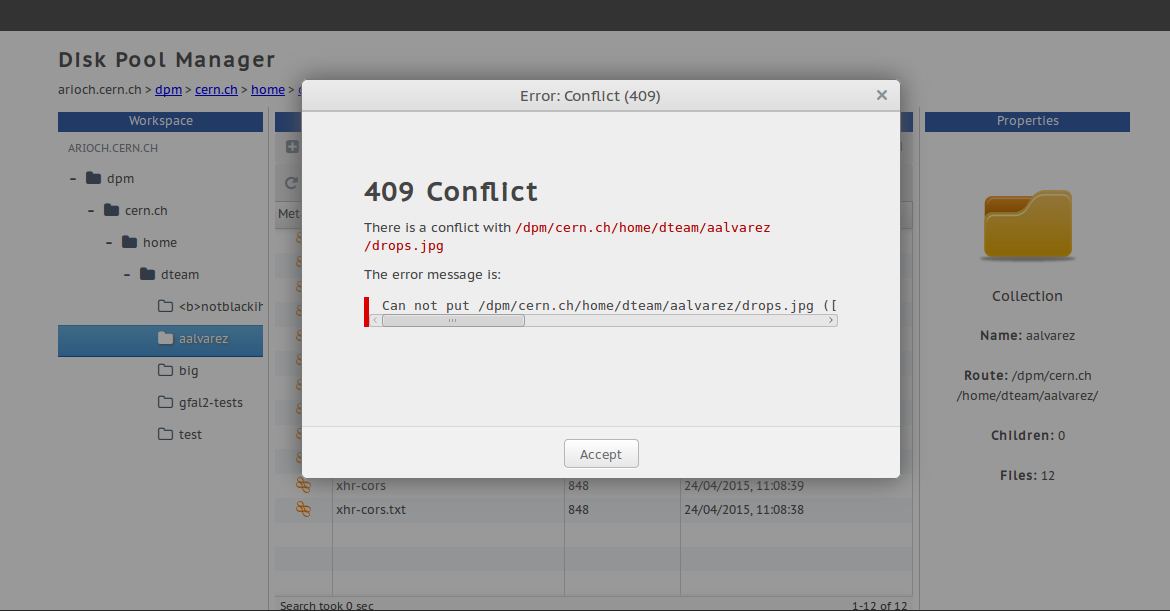 Disk Pool Manager
arioch.cern.ch > dpm > cern.ch > home >
Error: Conflict (409)
Workspace
Properties
ARIOCH.CERN.CH
dpm
cern.ch
home
dteam
<b>notblackih
aalvarez
big
gfal2-tests
test
Met
409 Conflict
There is a conflict with /dpm/cern.ch/home/dteam/aalvarez
/drops.jpg
The error message is:
Can not put /dpm/cern.ch/home/dteam/aalvarez/drops.jpg ([
Accept
xhr-cors 848 24/04/2015, 11:08:39
xhr-cors.txt 848 24/04/2015, 11:08:38
Search took 0 sec 1-12 of 12
Collection
Name: aalvarez
Route: /dpm/cern.ch
/home/dteam/aalvarez/
Children: 0
Files: 12